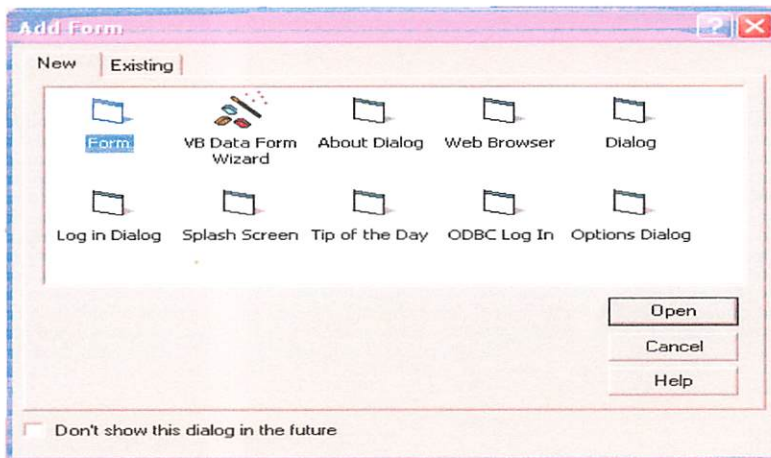 Add Form
New Existing
Form VB Data Form Wizard About Dialog Web Browser Dialog
Log in Dialog Splash Screen Tip of the Day ODBC Log In Options Dialog
Open
Cancel
Help
Don't show this dialog in the future